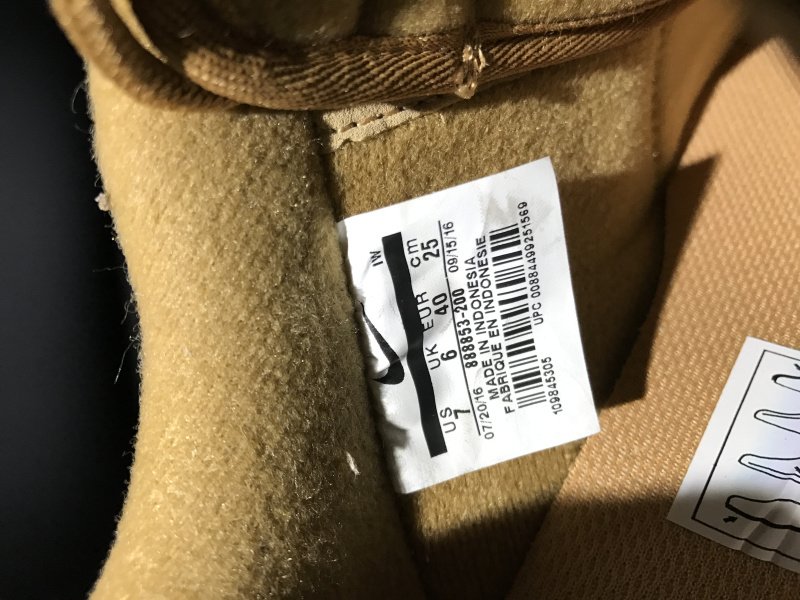 IW
US UK EUR cm
7 6 40 25
07/20/16 09/15/16
888853-200
MADE IN INDONESIA
FABRIQUE EN INDONESIE
UPC 00884499251569
109845305